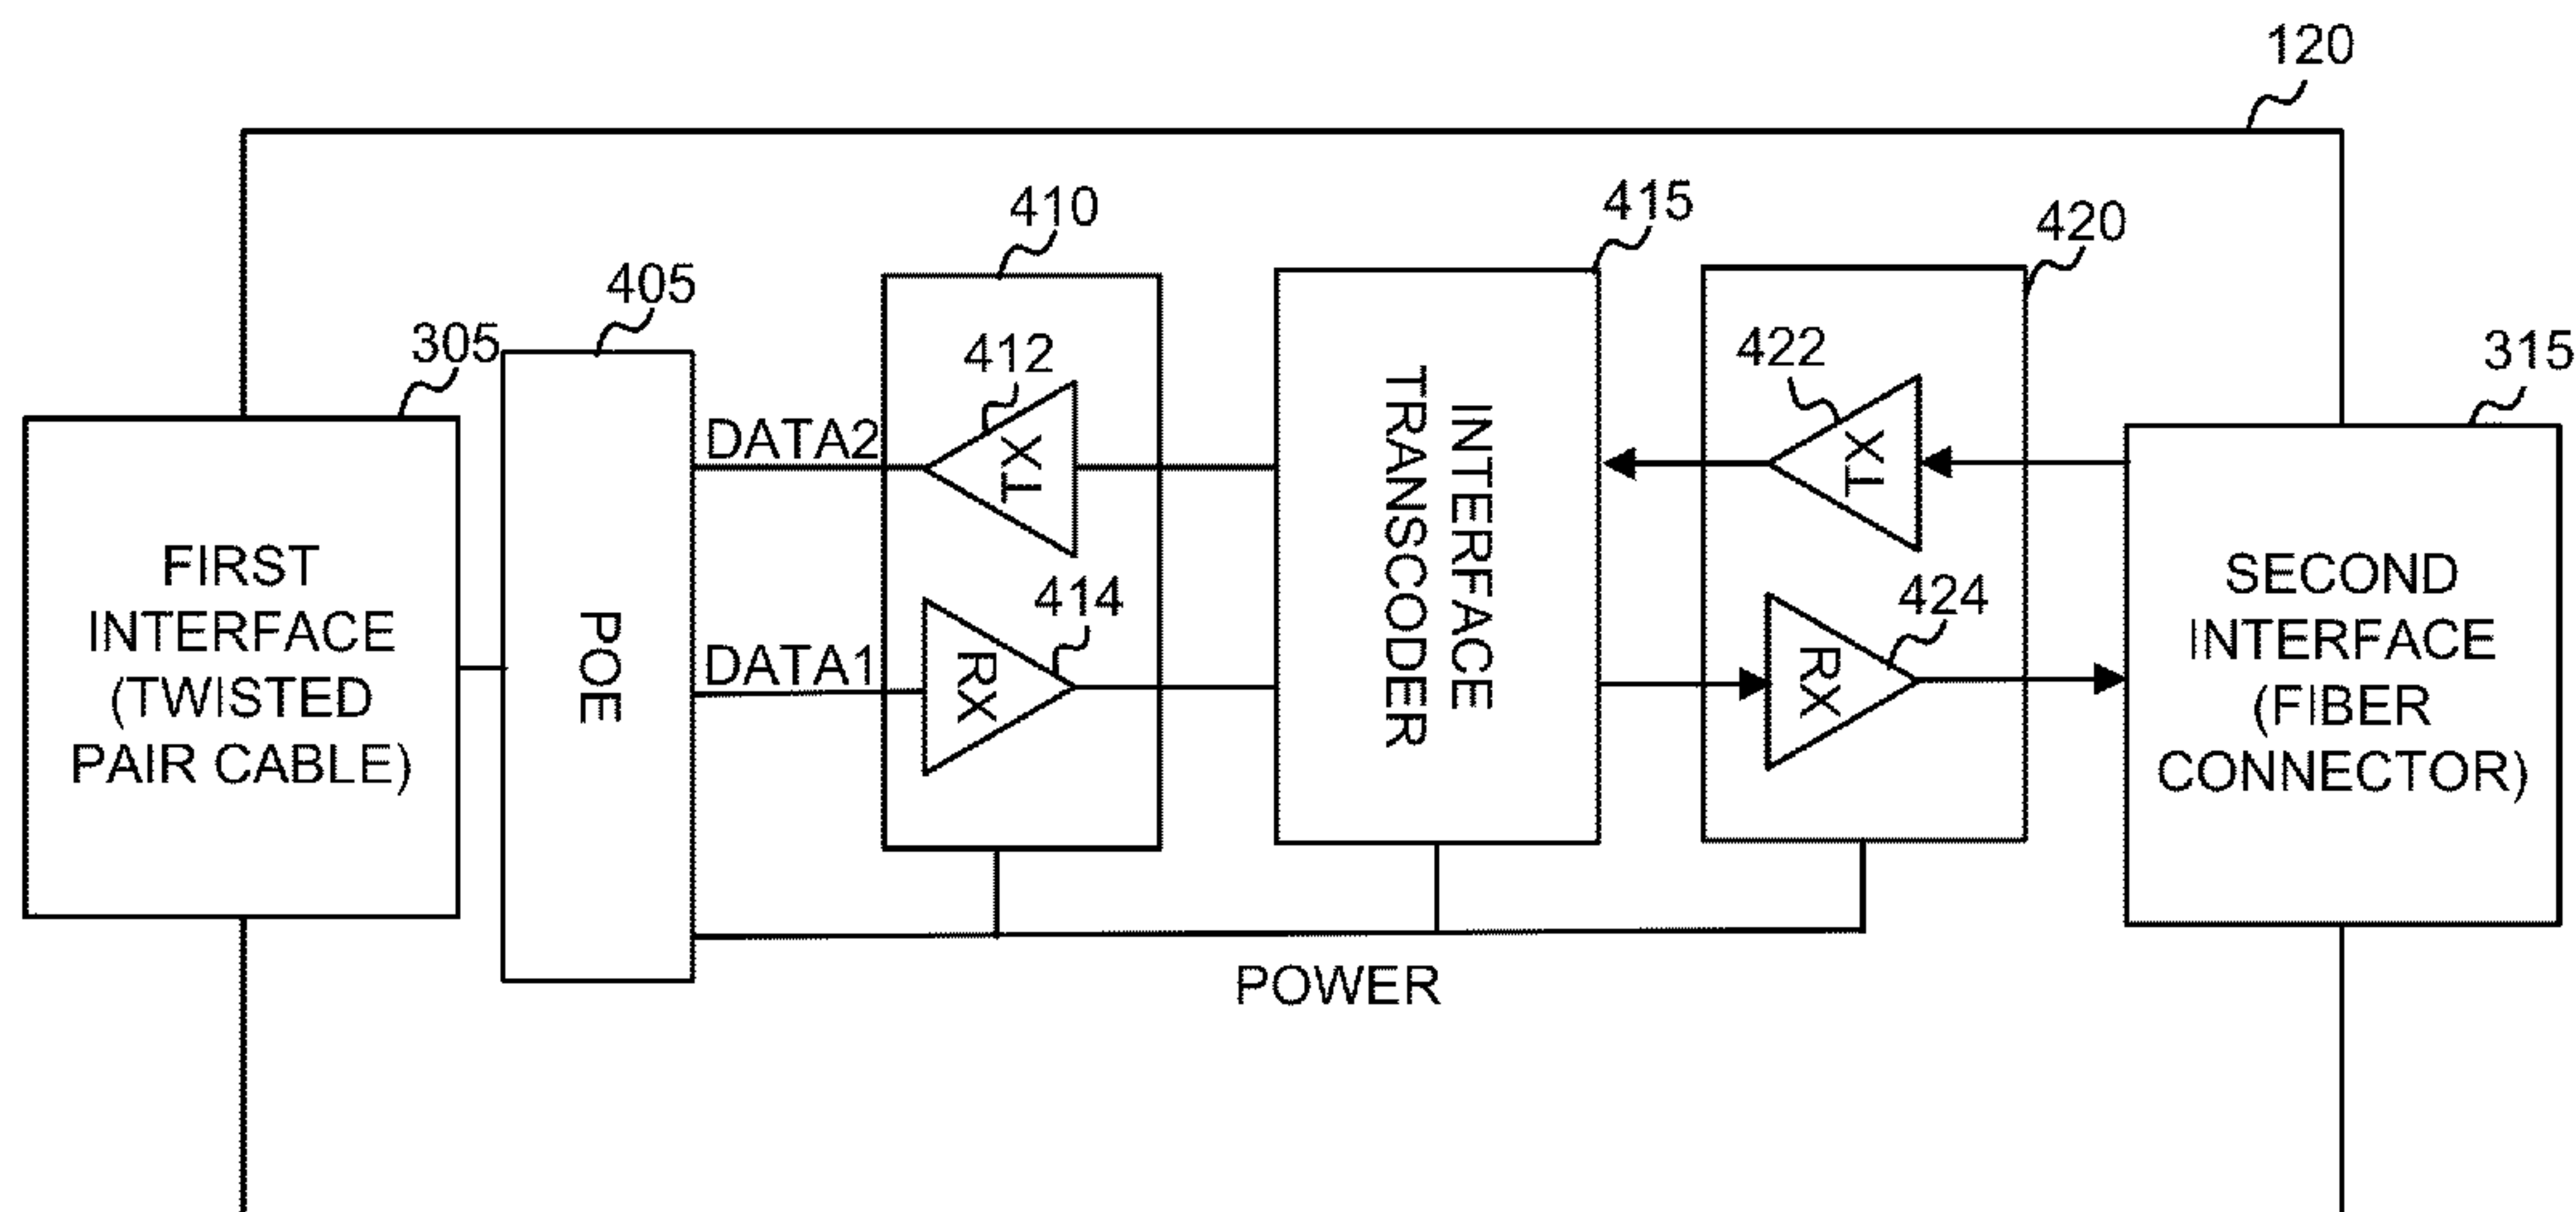 120
410
415
420
405
305
412
422
315
DATA2
TX
TX
INTERFACE
TRANSCODER
FIRST
INTERFACE
(TWISTED
PAIR CABLE)
POE
DATA1
414
RX
424
RX
SECOND
INTERFACE
(FIBER
CONNECTOR)
POWER